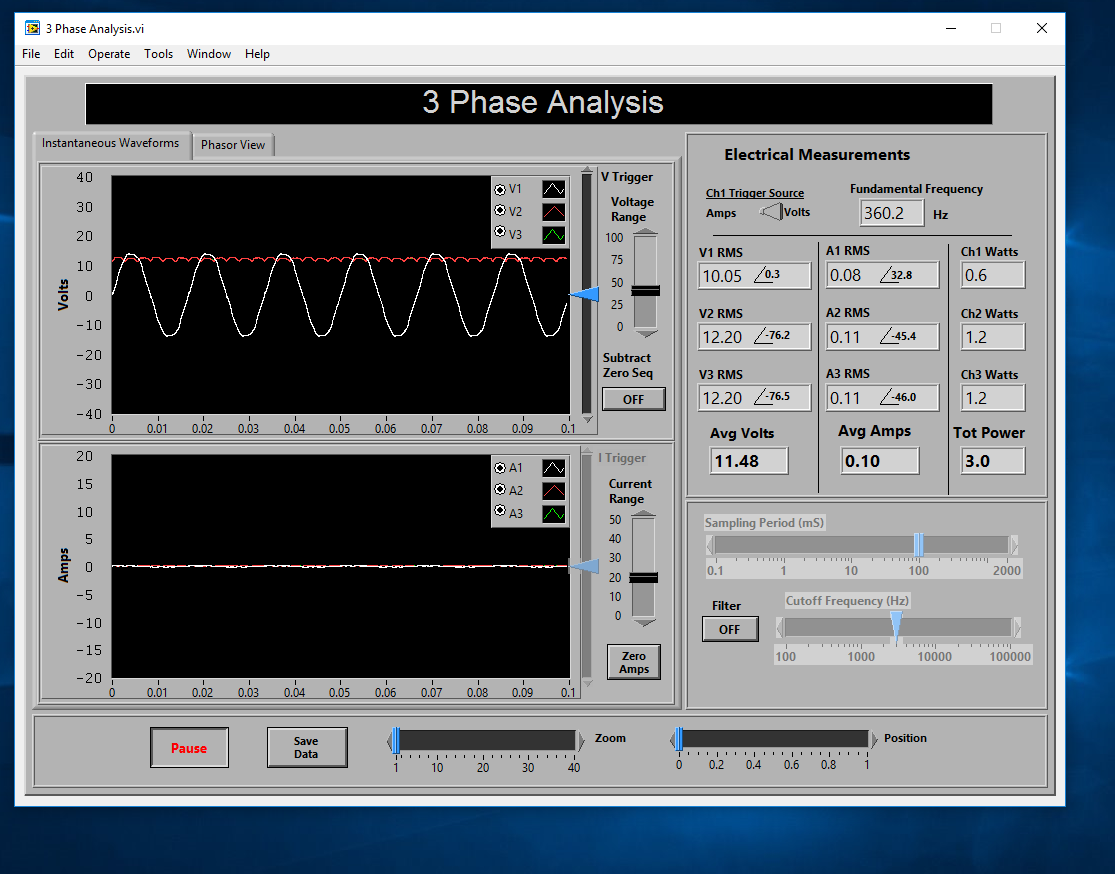 3 Phase Analysis.vi
File Edit Operate Tools Window Help
3 Phase Analysis
Instantaneous Waveforms
Phasor View
Volts
40
30
20
10
0
-10
-20
-30
-40
0 0.01 0.02 0.03 0.04 0.05 0.06 0.07 0.08 0.09 0.1
V1
V2
V3
V Trigger
Voltage
Range
100
75
50
25
0
Subtract
Zero Seq
OFF
Amps
20
15
10
5
0
-5
-10
-15
-20
0 0.01 0.02 0.03 0.04 0.05 0.06 0.07 0.08 0.09 0.1
A1
A2
A3
I Trigger
Current
Range
50
40
30
20
10
0
Zero
Amps
Electrical Measurements
Ch1 Trigger Source
Amps Volts
Fundamental Frequency
360.2 Hz
V1 RMS
10.05 0.3
A1 RMS
0.08 32.8
Ch1 Watts
0.6
V2 RMS
12.20 -76.2
A2 RMS
0.11 -45.4
Ch2 Watts
1.2
V3 RMS
12.20 -76.5
A3 RMS
0.11 -46.0
Ch3 Watts
1.2
Avg Volts
11.48
Avg Amps
0.10
Tot Power
3.0
Sampling Period (mS)
0.1 1 10 100 2000
Filter
OFF
Cutoff Frequency (Hz)
100 1000 10000 100000
Pause
Save
Data
Zoom
1 10 20 30 40
Position
0 0.2 0.4 0.6 0.8 1